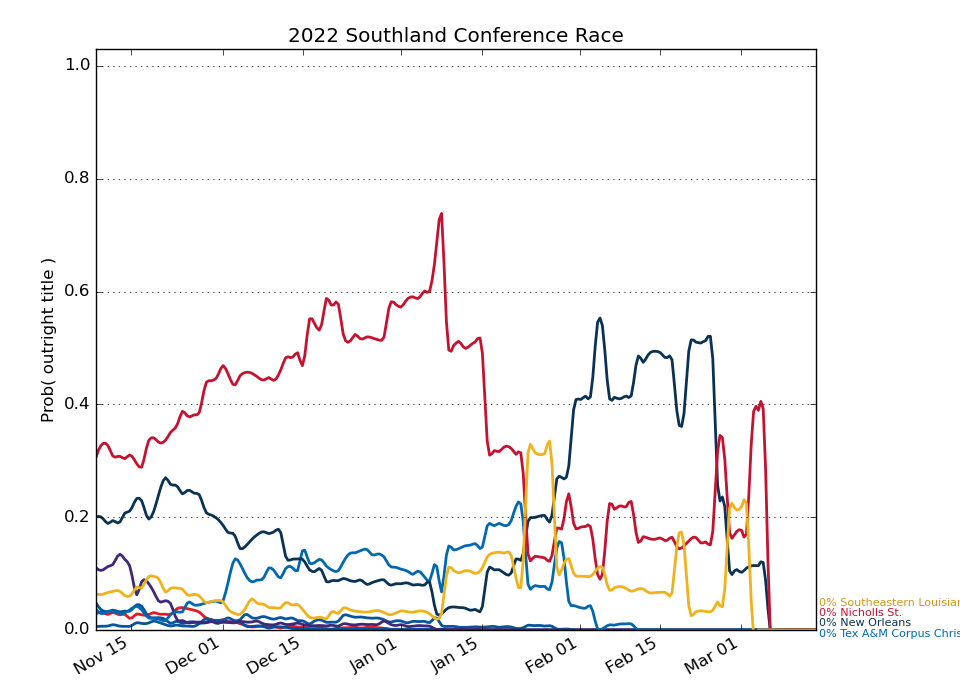 2022 Southland Conference Race
Prob( outright title )
1.0
0.8
0.6
0.4
0.2
0.0
Nov 15
Dec 01
Dec 15
Jan 01
Jan 15
Feb 01
Feb 15
Mar 01
0% Southeastern Louisian
0% Nicholls St.
0% New Orleans
0% Tex A&M Corpus Chris